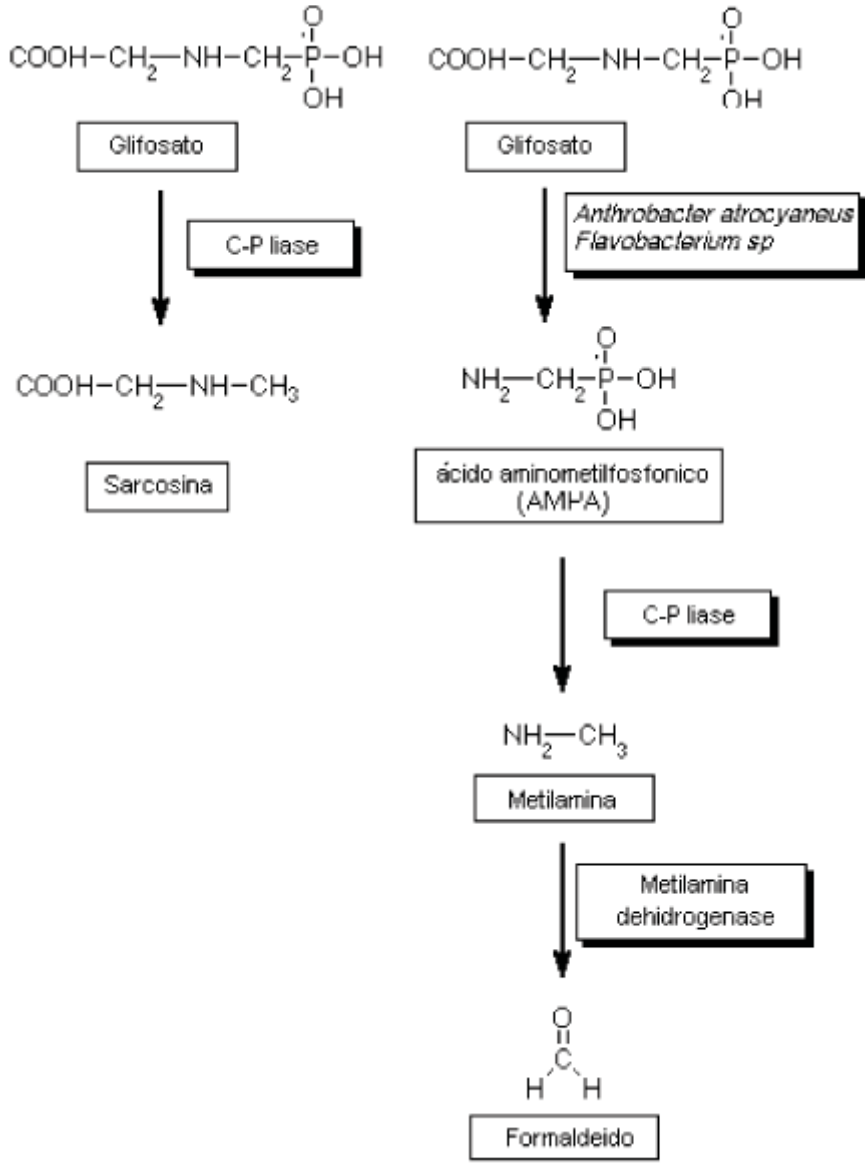 O
COOH—CH₂—NH—CH₂—P—OH
OH
Glifosato
C-P liase
COOH—CH₂—NH—CH₃
Sarcosina
O
COOH—CH₂—NH—CH₂—P—OH
OH
Glifosato
Anthrobacter atrocyaneus
Flavobacterium sp
O
NH₂—CH₂—P—OH
OH
ácido aminometilfosfonico
(AMPA)
C-P liase
NH₂—CH₃
Metilamina
Metilamina
dehidrogenase
O
C
H H
Formaldeido